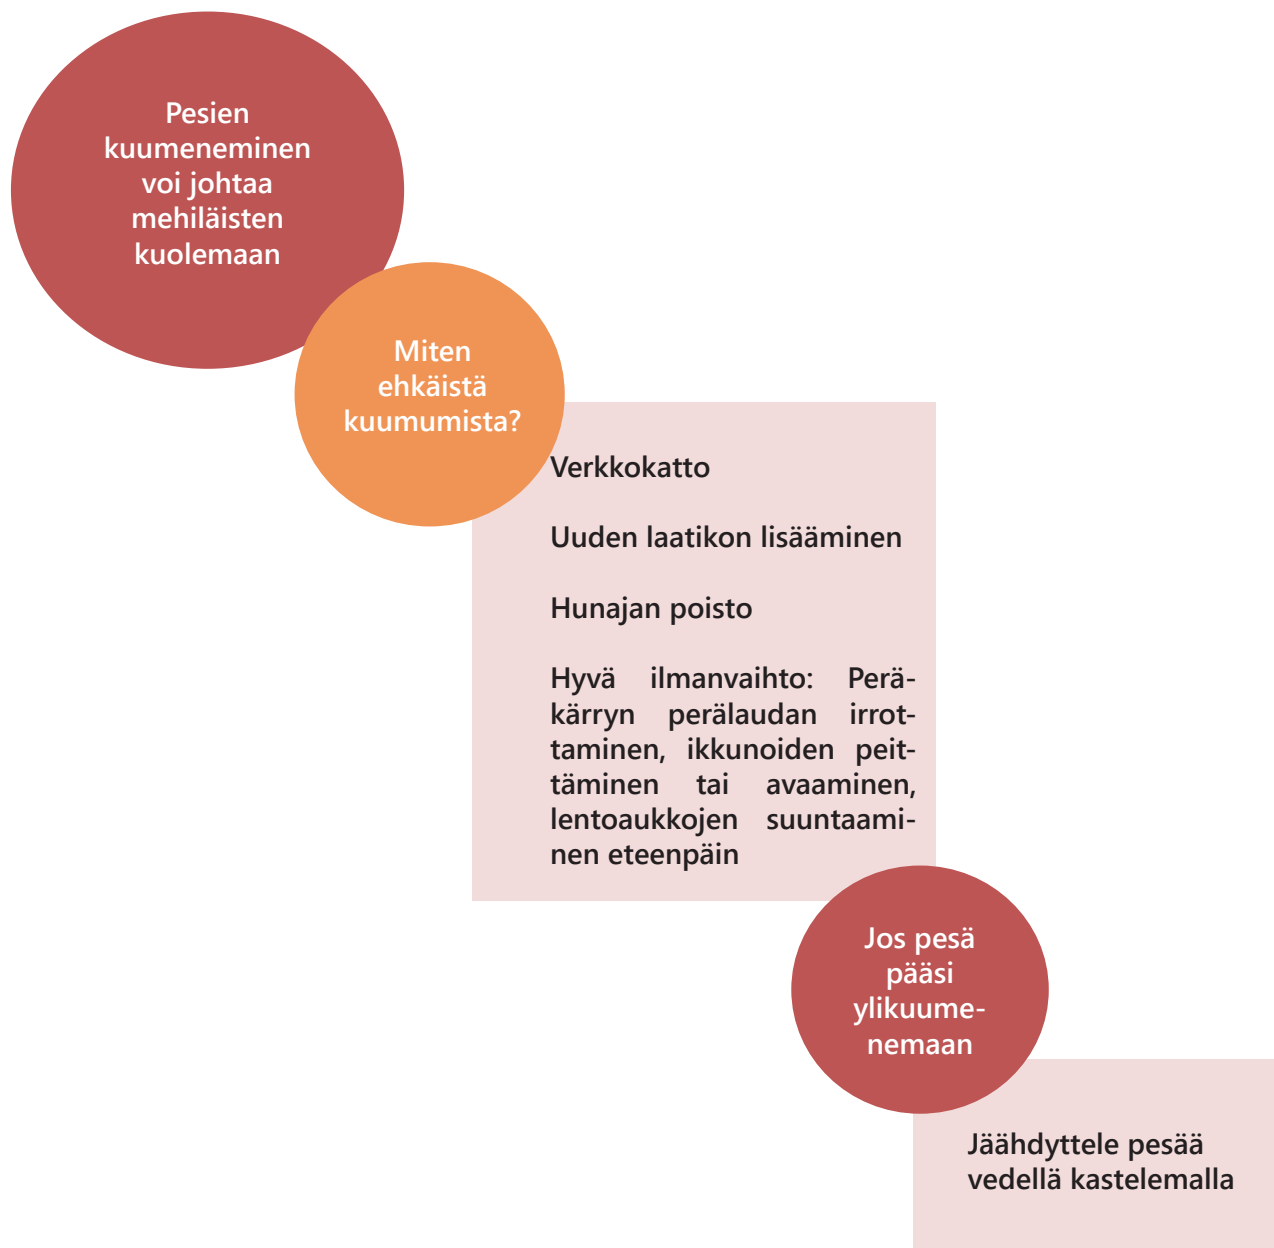 Pesien
kuumeneminen
voi johtaa
mehiläisten
kuolemaan
Miten
ehkäistä
kuumumista?
Verkkokatto
Uuden laatikon lisääminen
Hunajan poisto
Hyvä ilmanvaihto: Perä-
kärryn perälaudan irrot-
taminen, ikkunoiden peit-
täminen tai avaaminen,
lentoaukkojen suuntaami-
nen eteenpäin
Jos pesä
pääsi
ylikuume-
nemaan
Jäähdyttele pesää
vedellä kastelemalla